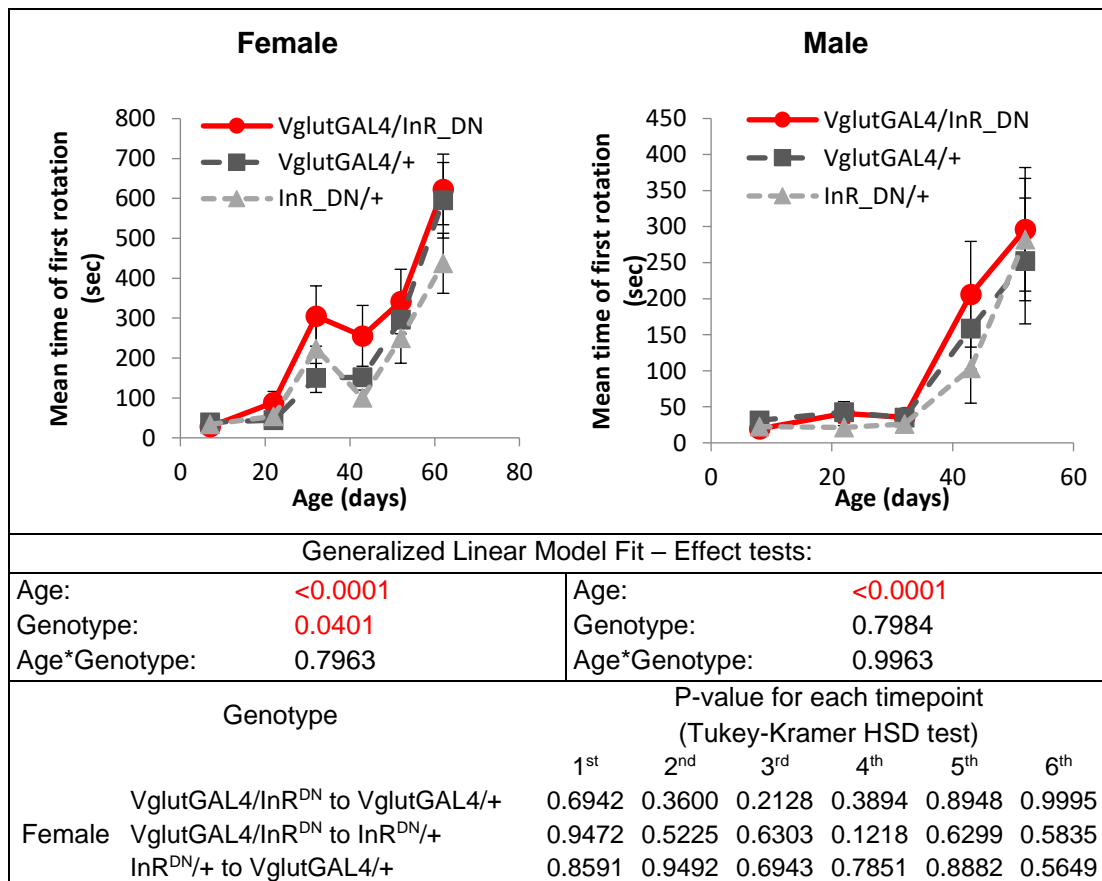 Female
Male
Mean time of first rotation
(sec)
800
700
600
500
400
300
200
100
0
0 20 40 60 80
Age (days)
VglutGAL4/InR_DN
VglutGAL4/+
InR_DN/+
Mean time of first rotation
(sec)
450
400
350
300
250
200
150
100
50
0
0 20 40 60
Age (days)
VglutGAL4/InR_DN
VglutGAL4/+
InR_DN/+
Generalized Linear Model Fit – Effect tests:
Age: <0.0001 Age: <0.0001
Genotype: 0.0401 Genotype: 0.7984
Age*Genotype: 0.7963 Age*Genotype: 0.9963
Genotype
P-value for each timepoint
(Tukey-Kramer HSD test)
1st 2nd 3rd 4th 5th 6th
VglutGAL4/InRDN to VglutGAL4/+ 0.6942 0.3600 0.2128 0.3894 0.8948 0.9995
Female VglutGAL4/InRDN to InRDN/+ 0.9472 0.5225 0.6303 0.1218 0.6299 0.5835
InRDN/+ to VglutGAL4/+ 0.8591 0.9492 0.6943 0.7851 0.8882 0.5649